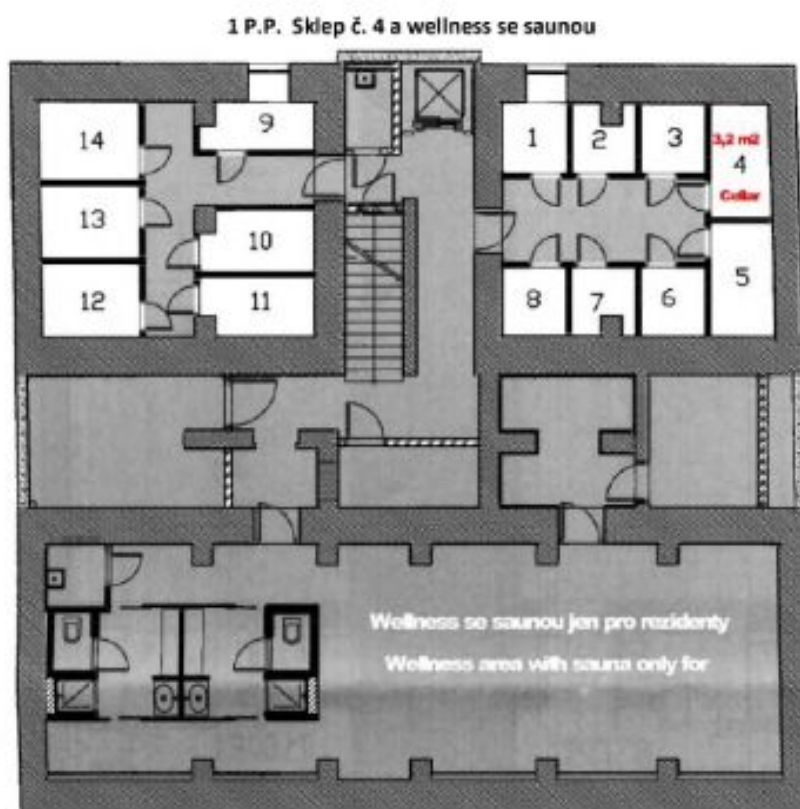 1 P.P. Sklep č. 4 a wellness se saunou
9
14
1
2
3
3,2 m2
4
Cellar
13
10
12
11
8
7
6
5
Wellness se saunou jen pro rezidenty
Wellness area with sauna only for